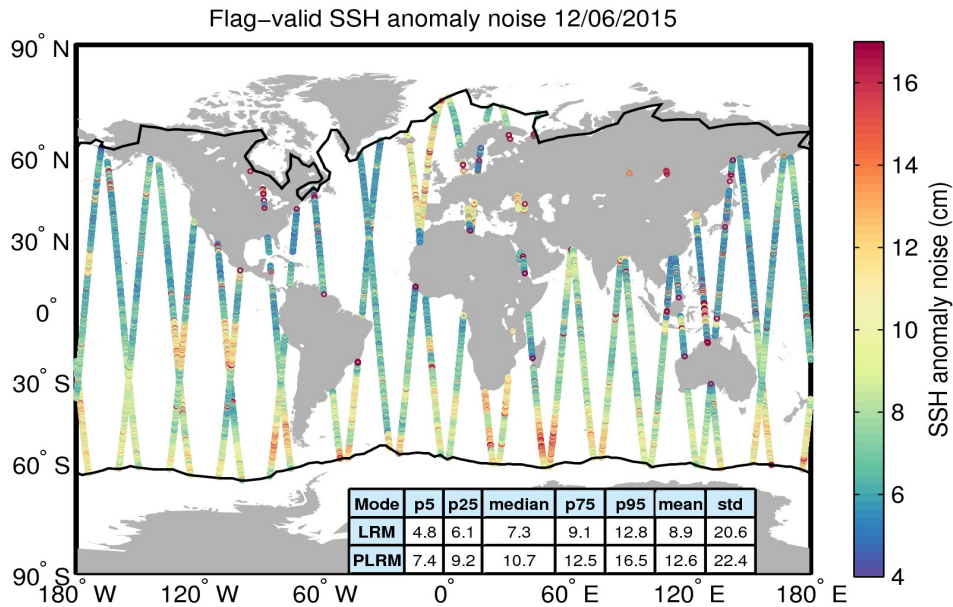 Flag−valid SSH anomaly noise 12/06/2015
90° N
60° N
30° N
0°
30° S
60° S
90° S
180° W
120° W
60° W
0°
60° E
120° E
180° E
16
14
12
10
8
6
4
SSH anomaly noise (cm)
Mode p5 p25 median p75 p95 mean std
LRM 4.8 6.1 7.3 9.1 12.8 8.9 20.6
PLRM 7.4 9.2 10.7 12.5 16.5 12.6 22.4